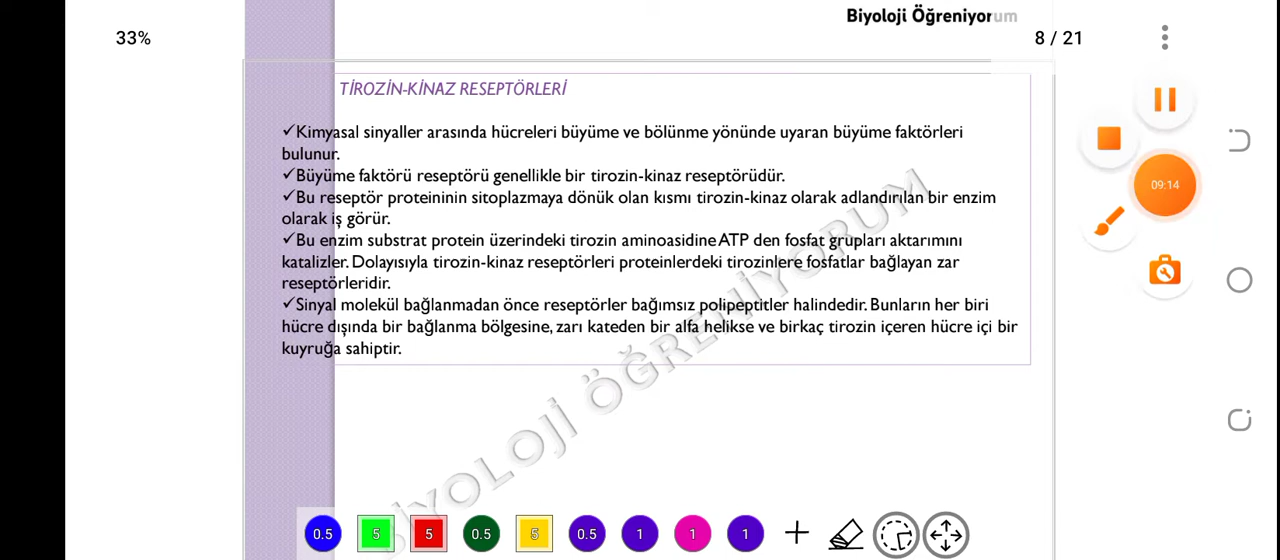 Biyoloji Öğreniyorum
33%
8 / 21
TİROZİN-KİNAZ RESEPTÖRLERİ
✓Kimyasal sinyaller arasında hücreleri büyüme ve bölünme yönünde uyaran büyüme faktörleri
bulunur.
✓Büyüme faktörü reseptörü genellikle bir tirozin-kinaz reseptörüdür.
✓Bu reseptör proteininin sitoplazmaya dönük olan kısmı tirozin-kinaz olarak adlandırılan bir enzim
olarak iş görür.
✓Bu enzim substrat protein üzerindeki tirozin aminoasidine ATP den fosfat grupları aktarımını
katalizler. Dolayısıyla tirozin-kinaz reseptörleri proteinlerdeki tirozinlere fosfatlar bağlayan zar
reseptörleridir.
✓Sinyal molekül bağlanmadan önce reseptörler bağımsız polipeptitler halindedir. Bunların her biri
hücre dışında bir bağlanma bölgesine, zarı kateden bir alfa helikse ve birkaç tirozin içeren hücre içi bir
kuyruğa sahiptir.
BİYOLOJİ ÖĞRENİYORUM
09:14
0.5 5 5 0.5 5 0.5 1 1 1